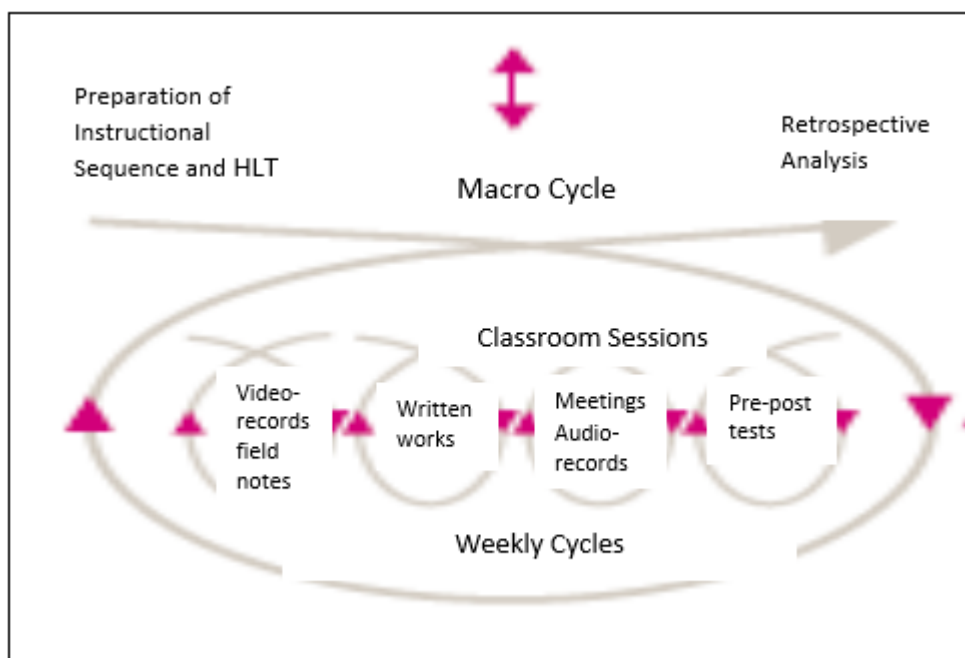 Preparation of
Instructional
Sequence and HLT
Retrospective
Analysis
Macro Cycle
Classroom Sessions
Video-
records
field
notes
Written
works
Meetings
Audio-
records
Pre-post
tests
Weekly Cycles